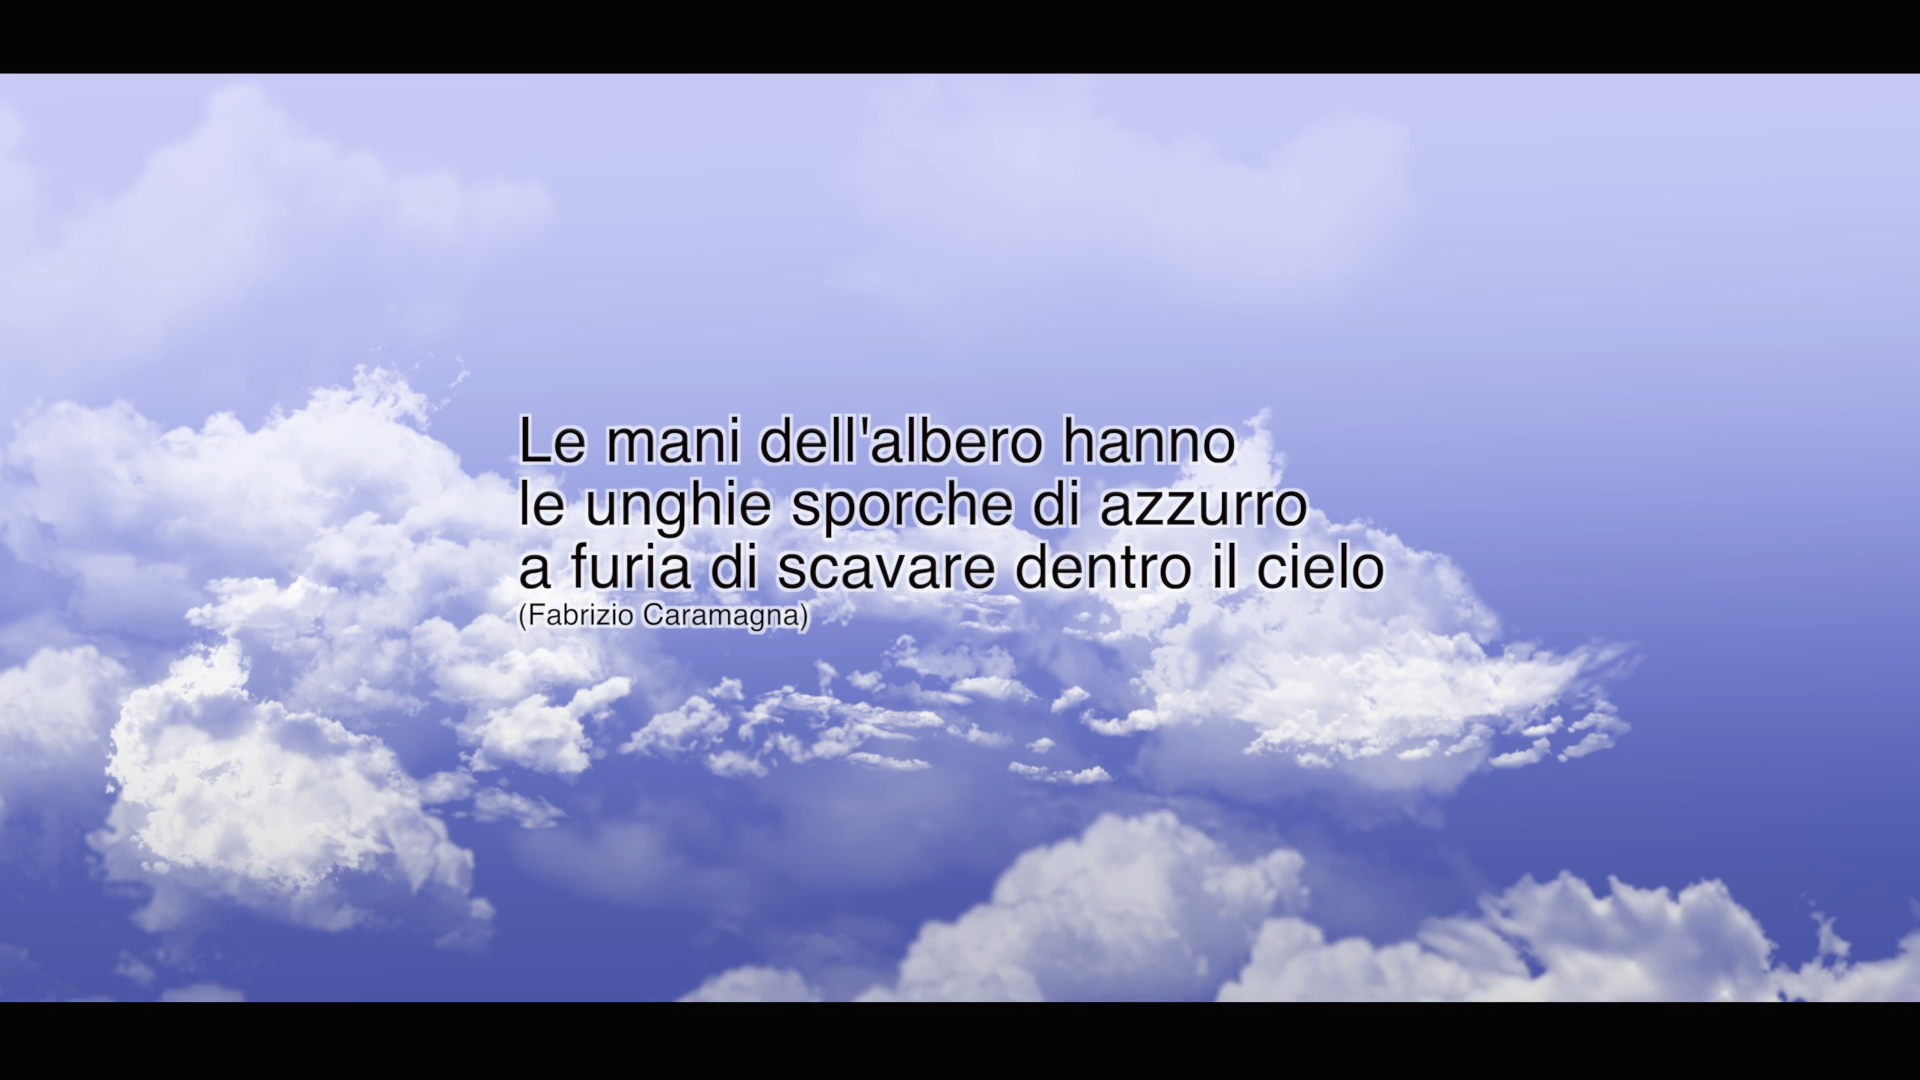 Le mani dell'albero hanno
le unghie sporche di azzurro
a furia di scavare dentro il cielo
(Fabrizio Caramagna)